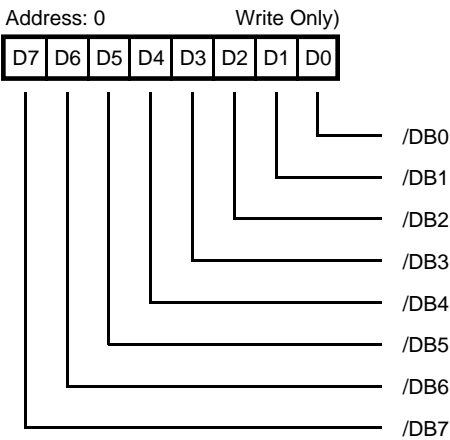 Address: 0 Write Only)
D7 D6 D5 D4 D3 D2 D1 D0
/DB0
/DB1
/DB2
/DB3
/DB4
/DB5
/DB6
/DB7